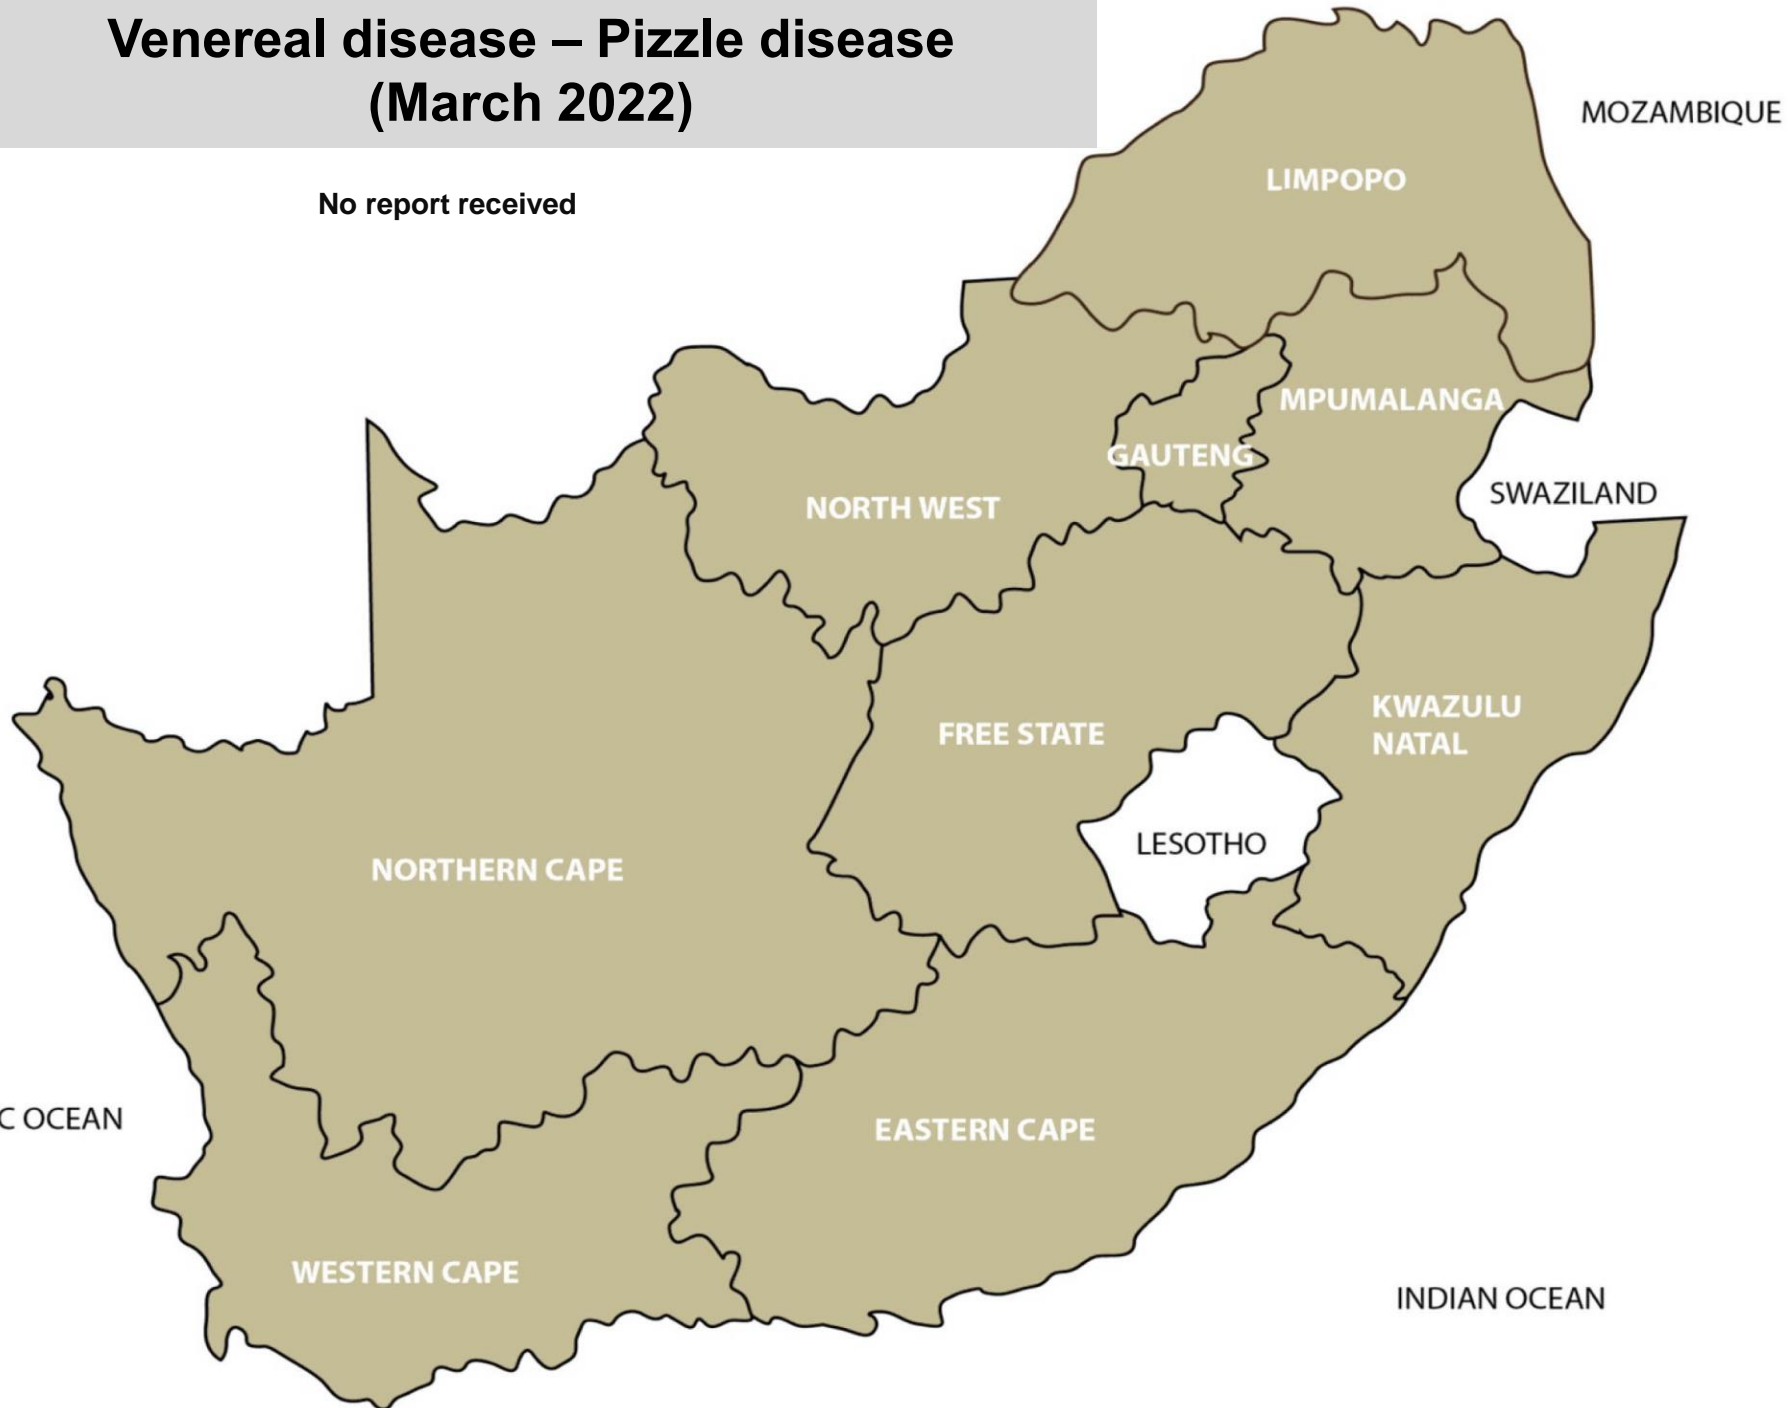 Venereal disease – Pizzle disease
(March 2022)
MOZAMBIQUE
LIMPOPO
No report received
MPUMALANGA
GAUTENG
SWAZILAND
NORTH WEST
KWAZULU
NATAL
FREE STATE
LESOTHO
NORTHERN CAPE
C OCEAN
EASTERN CAPE
WESTERN CAPE
INDIAN OCEAN